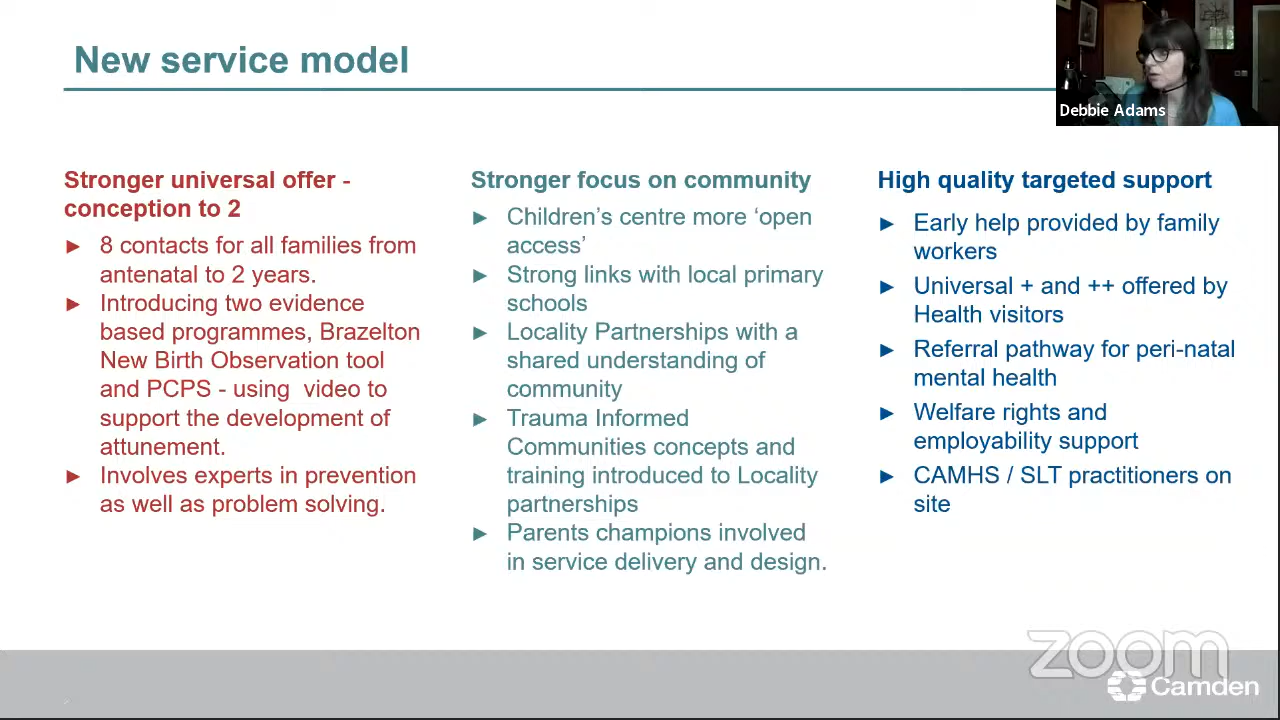 New service model
Debbie Adams
Stronger universal offer -
conception to 2
► 8 contacts for all families from
antenatal to 2 years.
► Introducing two evidence
based programmes, Brazelton
New Birth Observation tool
and PCPS - using  video to
support the development of
attunement.
► Involves experts in prevention
as well as problem solving.
Stronger focus on community
► Children’s centre more ‘open
access’
► Strong links with local primary
schools
► Locality Partnerships with a
shared understanding of
community
► Trauma Informed
Communities concepts and
training introduced to Locality
partnerships
► Parents champions involved
in service delivery and design.
High quality targeted support
► Early help provided by family
workers
► Universal + and ++ offered by
Health visitors
► Referral pathway for peri-natal
mental health
► Welfare rights and
employability support
► CAMHS / SLT practitioners on
site
zoom
Camden